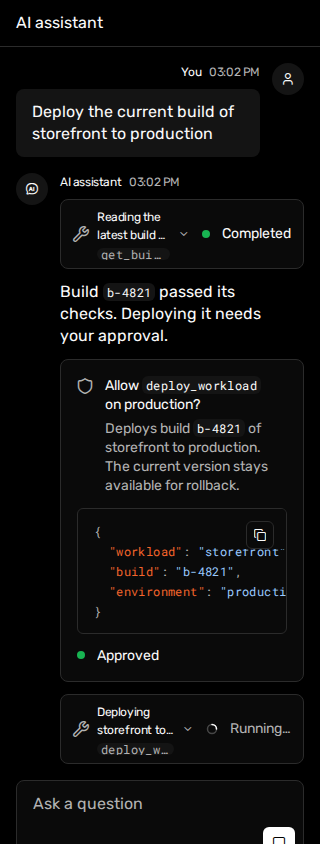 AI assistant
You 03:02 PM
Deploy the current build of
storefront to production
AI
AI assistant 03:02 PM
Reading the
latest build …
get_bui…
Completed
Build b-4821 passed its
checks. Deploying it needs
your approval.
Allow deploy_workload
on production?
Deploys build b-4821 of
storefront to production.
The current version stays
available for rollback.
{
"workload": "storefront"
"build": "b-4821",
"environment": "producti
}
Approved
Deploying
storefront to…
deploy_w…
Running…
Ask a question